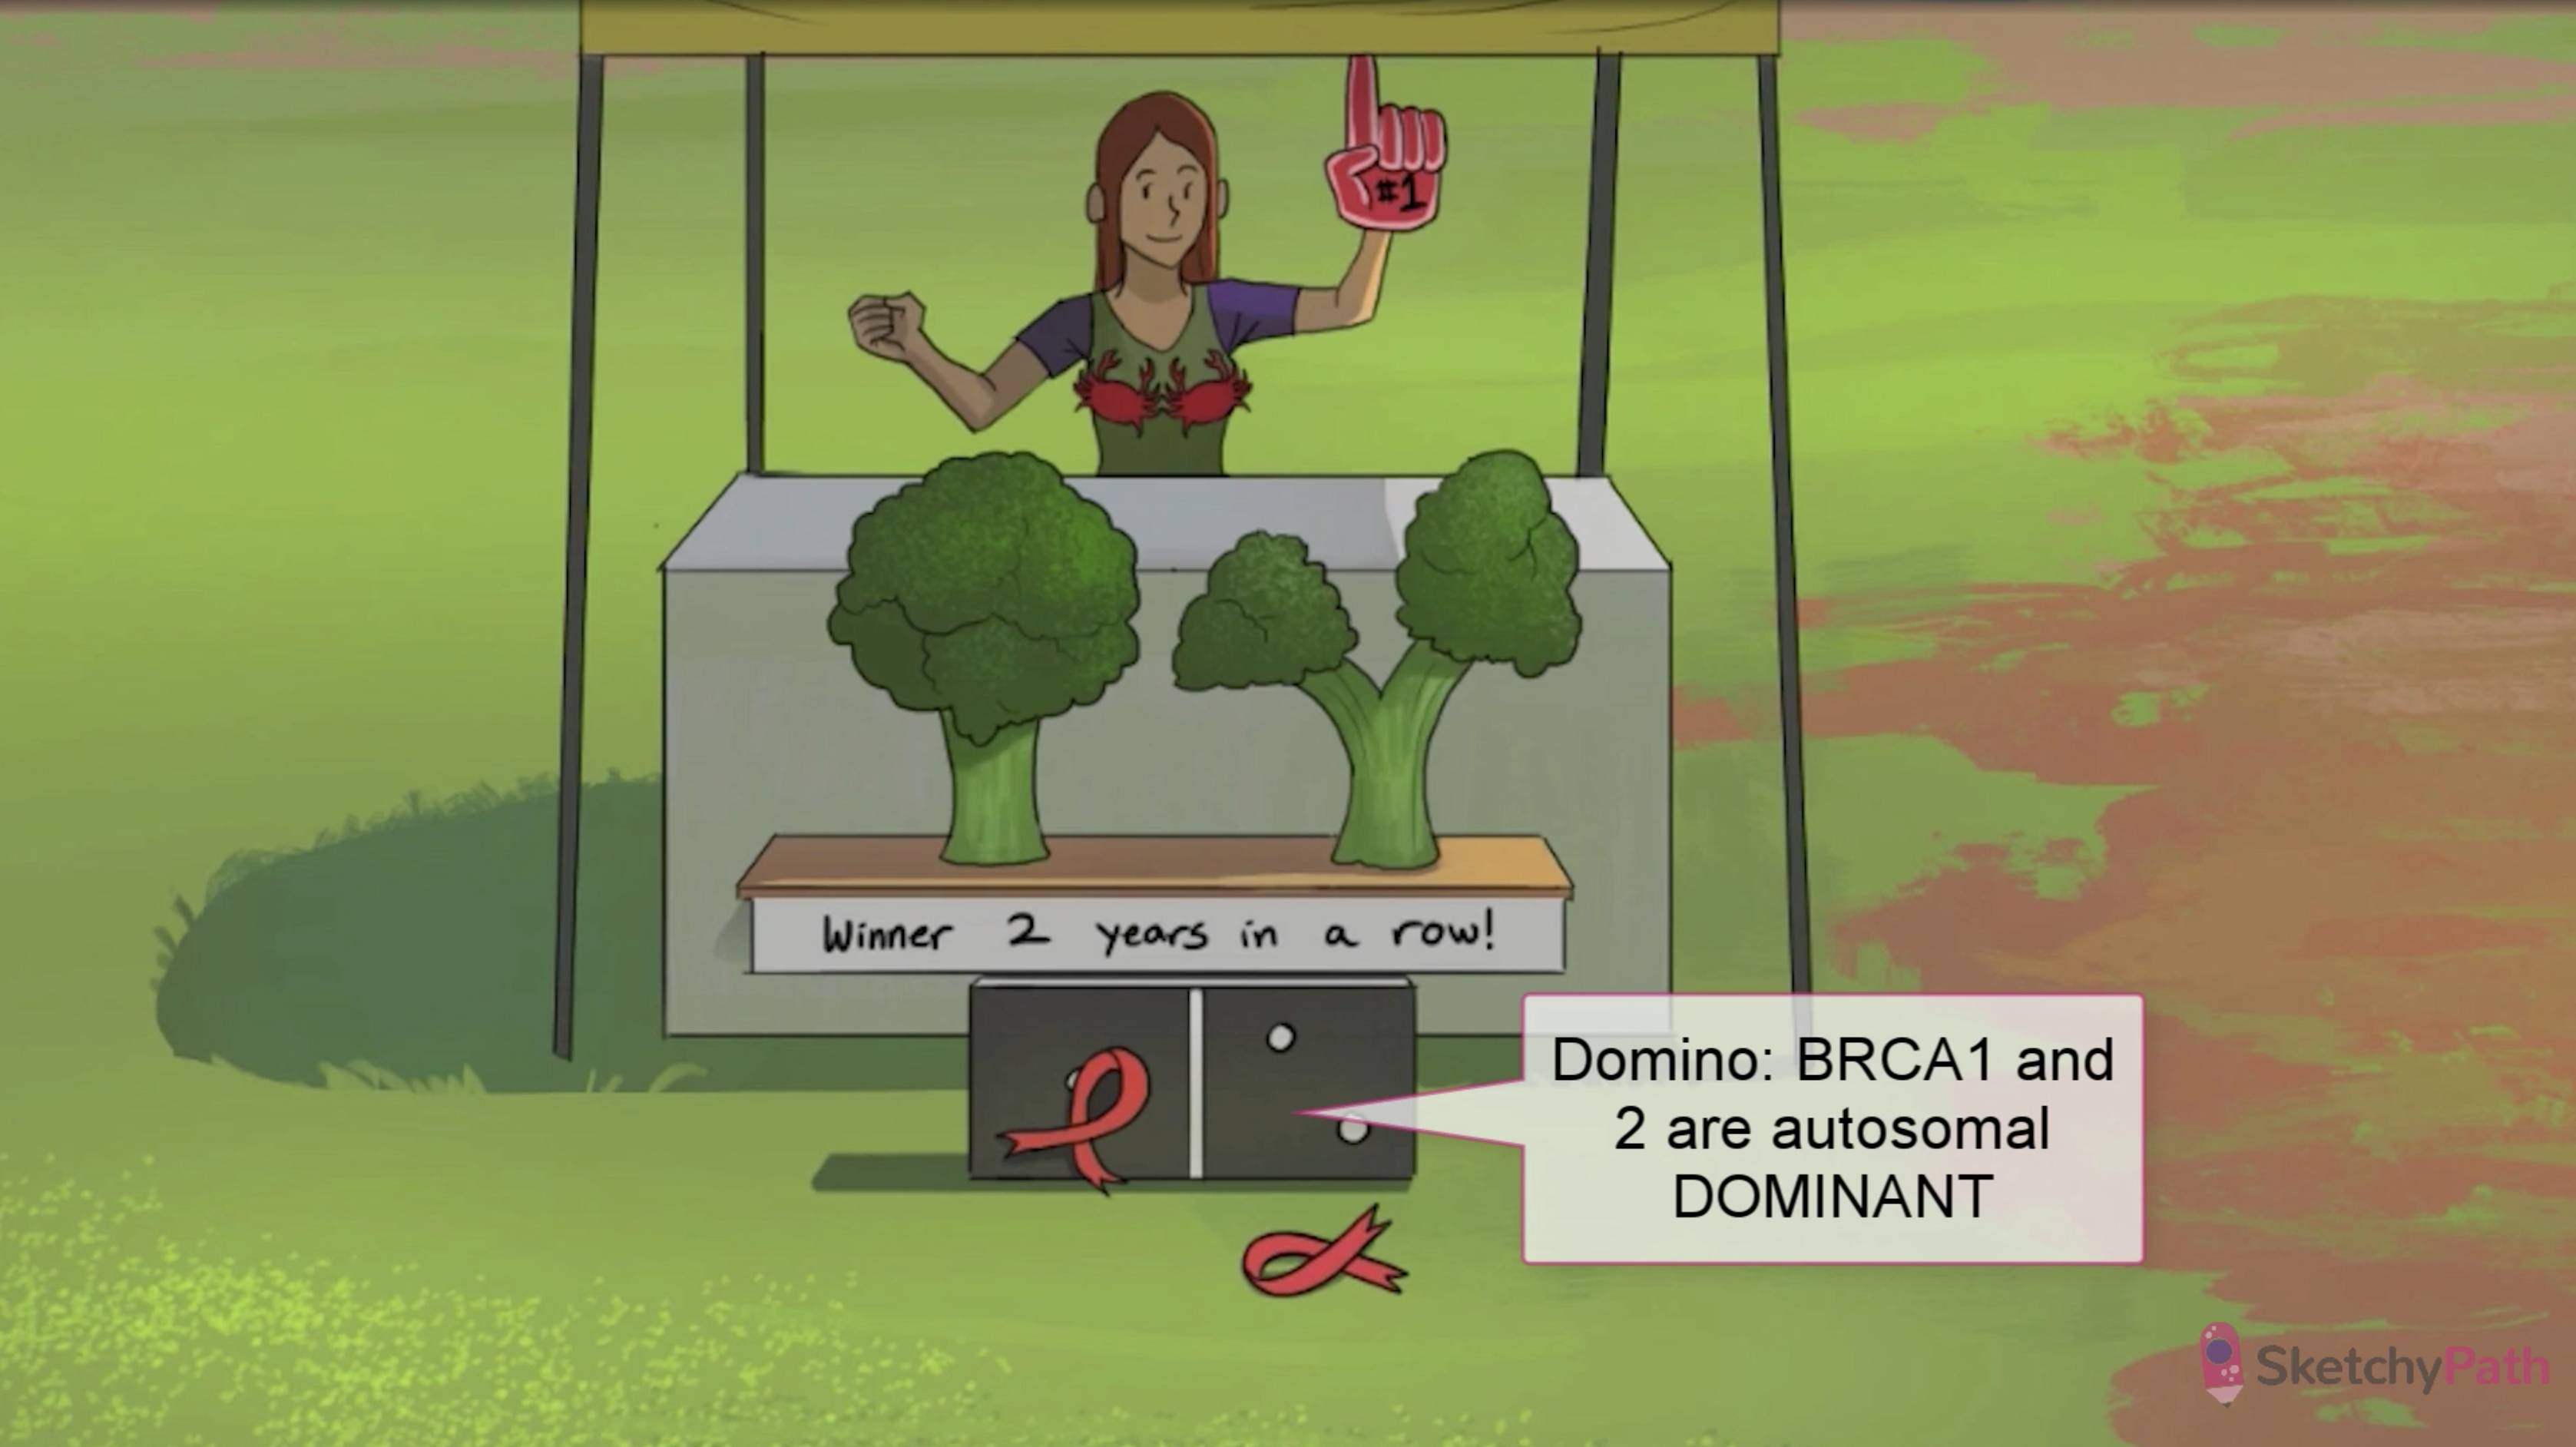 #1
Winner 2 years in a row!
Domino: BRCA1 and
2 are autosomal
DOMINANT
SketchyPath